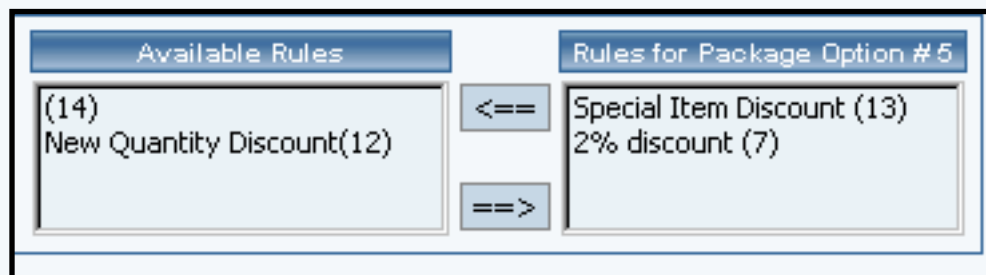 Available Rules
Rules for Package Option #5
(14)
New Quantity Discount(12)
<==
==>
Special Item Discount (13)
2% discount (7)